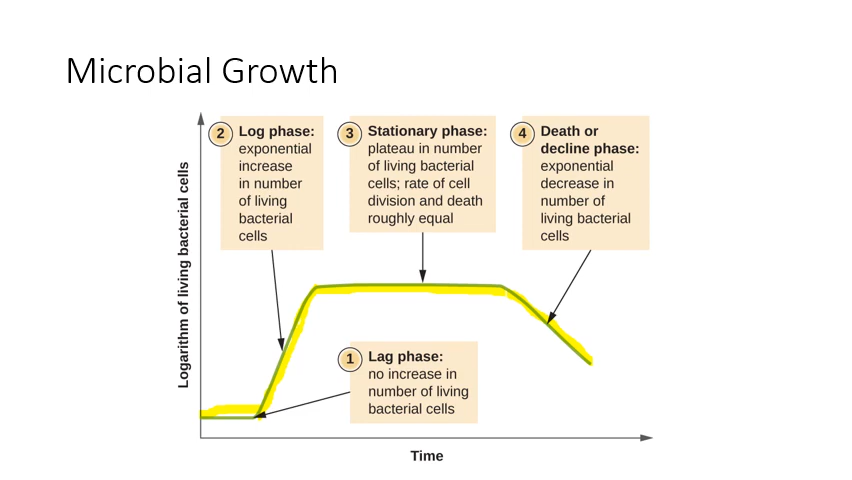 Microbial Growth
Logarithm of living bacterial cells
2
Log phase:
exponential
increase
in number
of living
bacterial
cells
3
Stationary phase:
plateau in number
of living bacterial
cells; rate of cell
division and death
roughly equal
4
Death or
decline phase:
exponential
decrease in
number of
living bacterial
cells
1
Lag phase:
no increase in
number of living
bacterial cells
Time